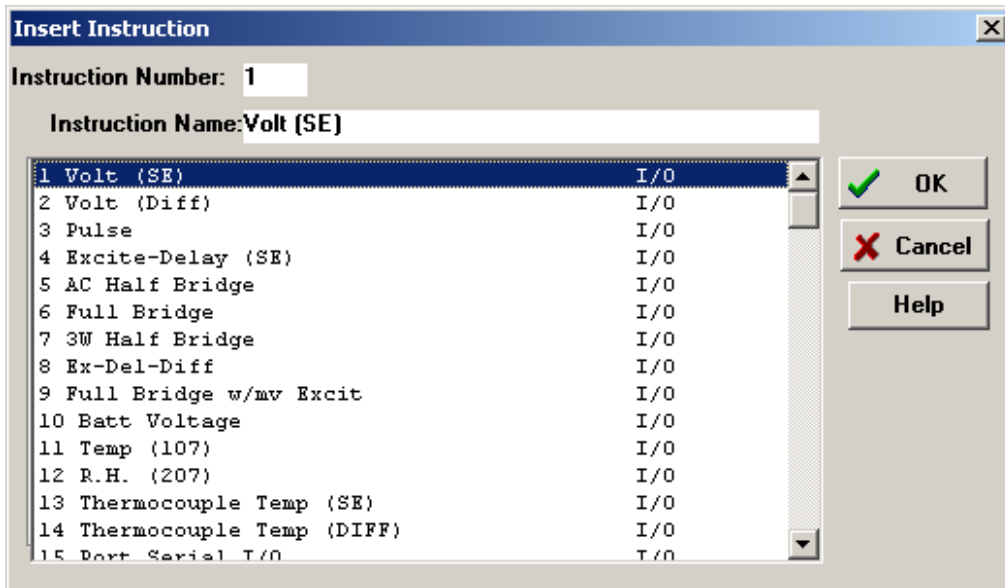 Insert Instruction
Instruction Number: 1
Instruction Name: Volt (SE)
1 Volt (SE) I/O
2 Volt (Diff) I/O
3 Pulse I/O
4 Excite-Delay (SE) I/O
5 AC Half Bridge I/O
6 Full Bridge I/O
7 3W Half Bridge I/O
8 Ex-Del-Diff I/O
9 Full Bridge w/mv Excit I/O
10 Batt Voltage I/O
11 Temp (107) I/O
12 R.H. (207) I/O
13 Thermocouple Temp (SE) I/O
14 Thermocouple Temp (DIFF) I/O
15 Port Serial I/O I/O
OK
Cancel
Help